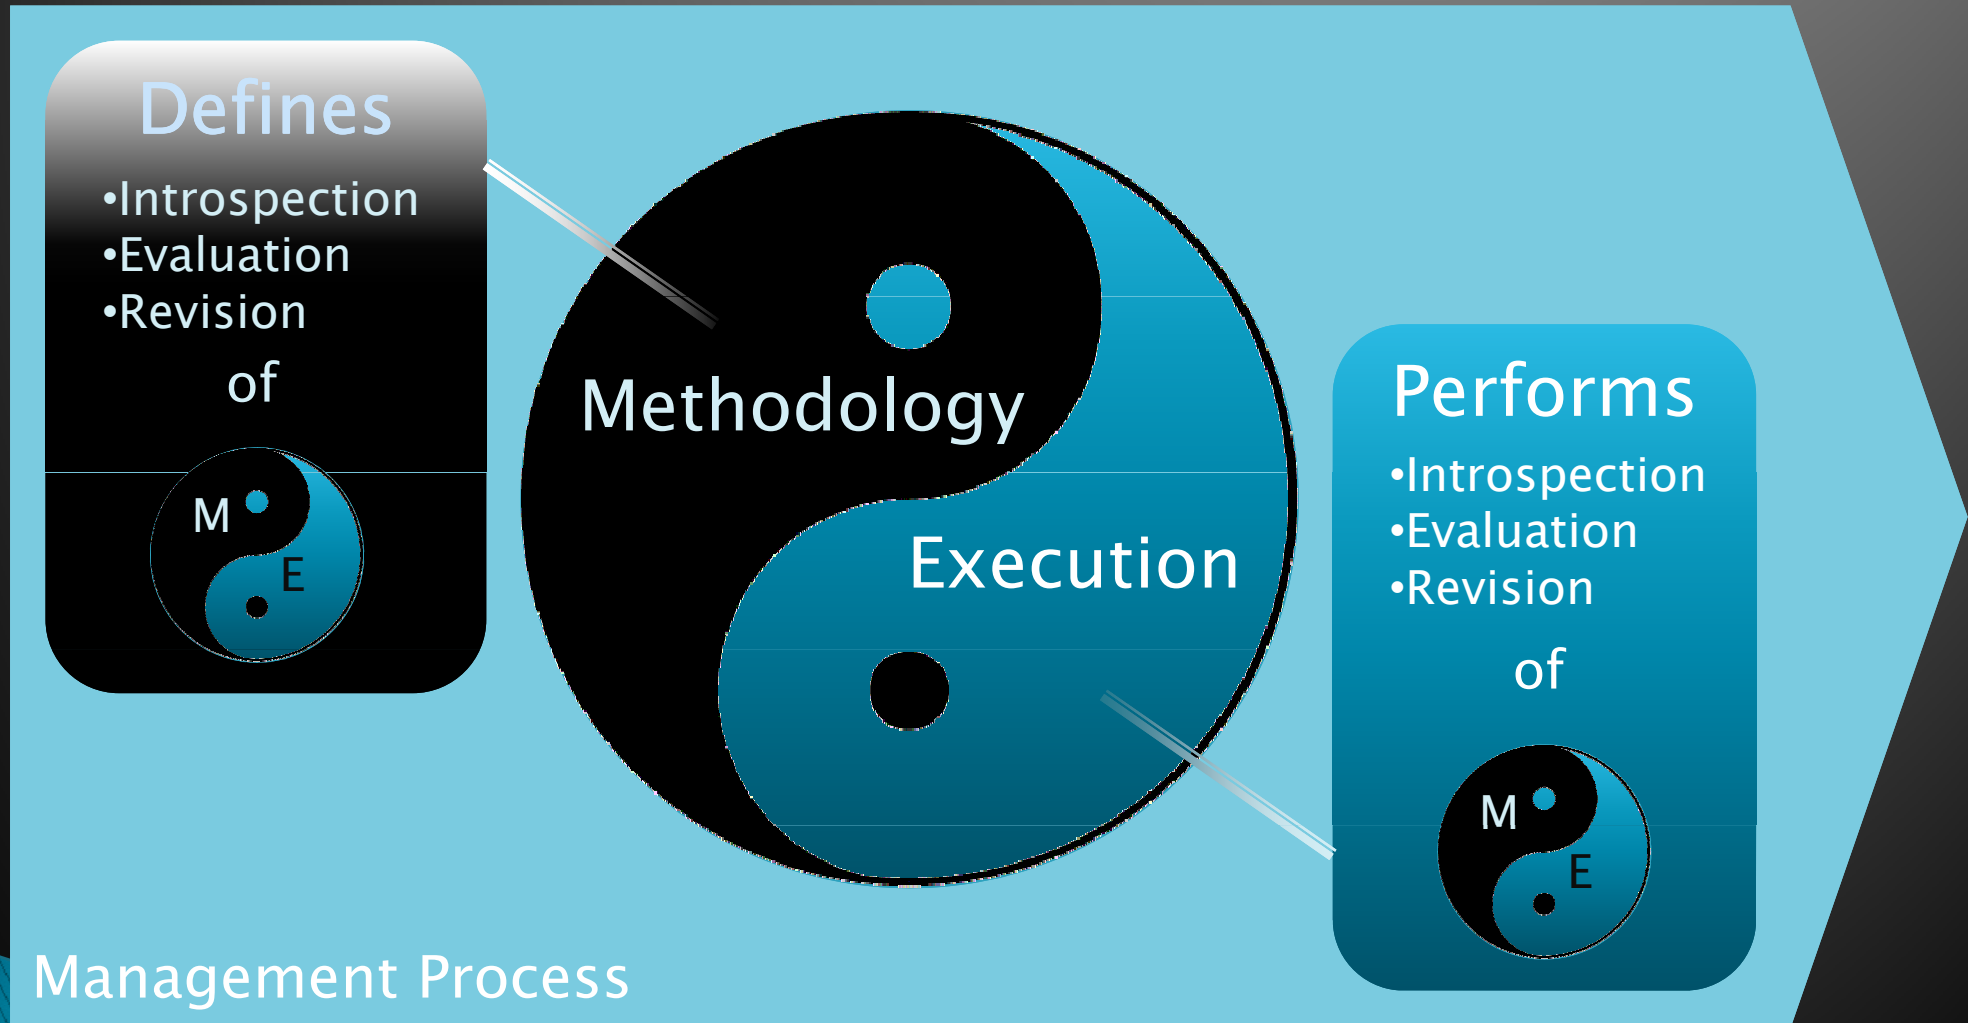 Defines
•Introspection
•Evaluation
•Revision
of
M
E
Methodology
Execution
Performs
•Introspection
•Evaluation
•Revision
of
M
E
Management Process